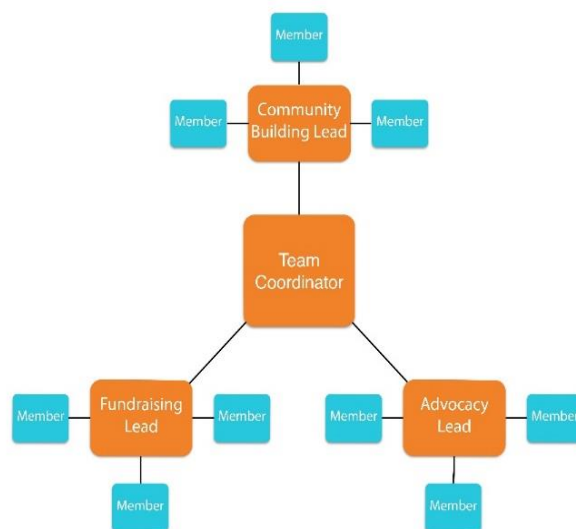 Member
Member
Community
Building Lead
Member
Team
Coordinator
Member
Fundraising
Lead
Member
Member
Advocacy
Lead
Member
Member
Member